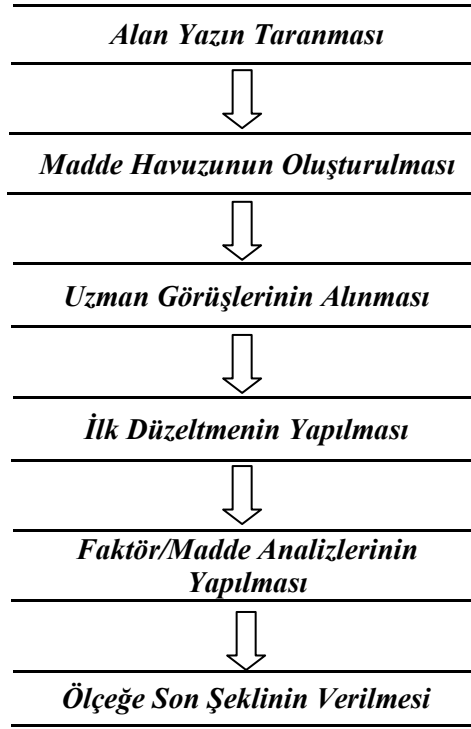 Alan Yazın Taranması
Madde Havuzunun Oluşturulması
Uzman Görüşlerinin Alınması
İlk Düzeltmenin Yapılması
Faktör/Madde Analizlerinin
Yapılması
Ölçeğe Son Şeklinin Verilmesi